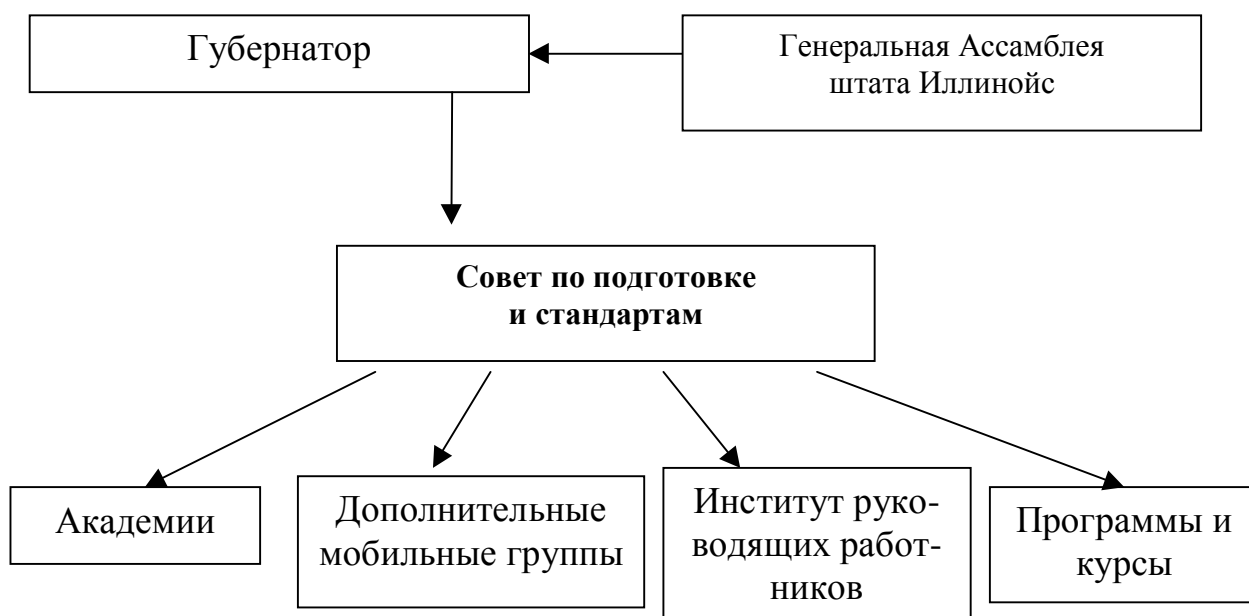 Губернатор
Генеральная Ассамблея
штата Иллинойс
Совет по подготовке
и стандартам
Академии
Дополнительные
мобильные группы
Институт руко-
водящих работ-
ников
Программы и
курсы